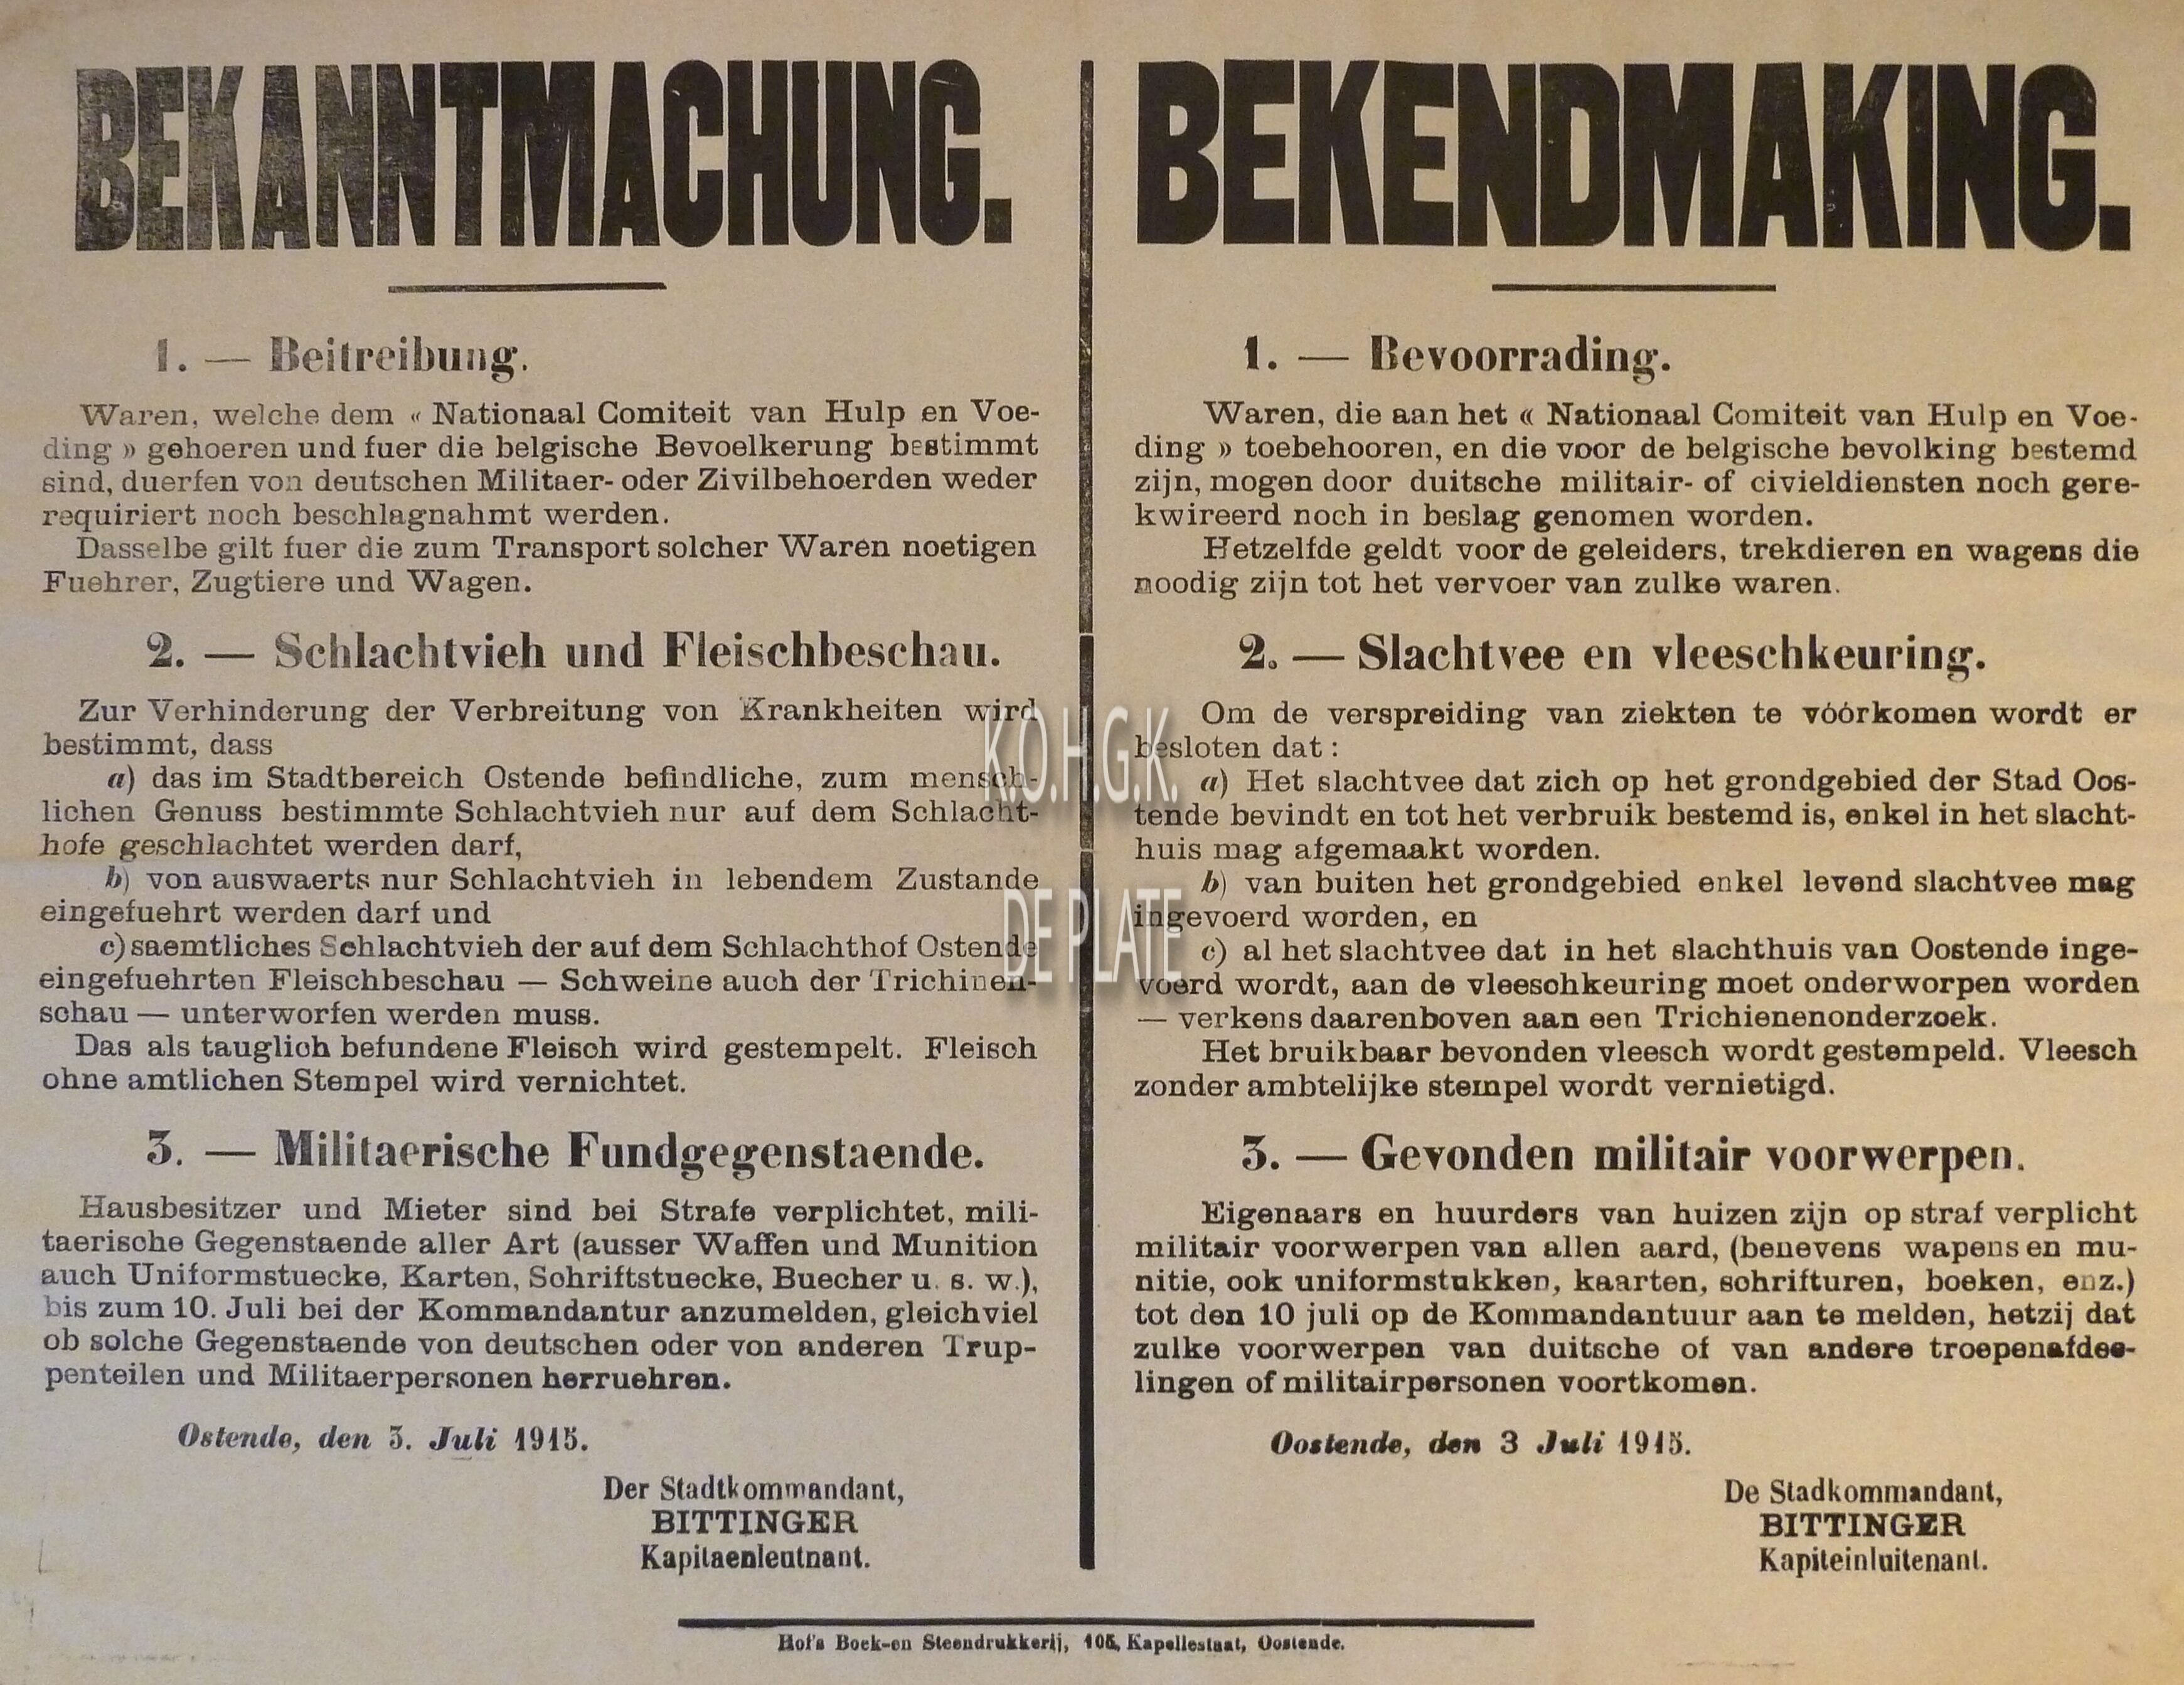 BEKANNTMACHUNG.
1. — Beitreibung.
Waren, welche dem « Nationaal Comiteit van Hulp en Voe-
ding » gehoeren und fuer die belgische Bevoelkerung bestimmt
sind, duerfen von deutschen Militaer- oder Zivilbehoerden weder
requiriert noch beschlagnahmt werden.
Dasselbe gilt fuer die zum Transport solcher Waren noetigen
Fuehrer, Zugtiere und Wagen.
2. — Schlachtvieh und Fleischbeschau.
Zur Verhinderung der Verbreitung von Krankheiten wird
bestimmt, dass
a) das im Stadtbereich Ostende befindliche, zum mensch-
lichen Genuss bestimmte Schlachtvieh nur auf dem Schlacht-
hofe geschlachtet werden darf,
b) von auswaerts nur Schlachtvieh in lebendem Zustande
eingefuehrt werden darf und
c) saemtliches Schlachtvieh der auf dem Schlachthof Ostende
eingefuehrten Fleischbeschau — Schweine auch der Trichinen-
schau — unterworfen werden muss.
Das als tauglich befundene Fleisch wird gestempelt. Fleisch
ohne amtlichen Stempel wird vernichtet.
3. — Militaerische Fundgegenstaende.
Hausbesitzer und Mieter sind bei Strafe verplichtet, mili-
taerische Gegenstaende aller Art (ausser Waffen und Munition
auch Uniformstuecke, Karten, Schriftstuecke, Buecher u. s. w.),
bis zum 10. Juli bei der Kommandantur anzumelden, gleichviel
ob solche Gegenstaende von deutschen oder von anderen Trup-
penteilen und Militaerpersonen herruehren.
Ostende, den 3. Juli 1915.
Der Stadtkommandant,
BITTINGER
Kapitaenleutnant.
BEKENDMAKING.
1. — Bevoorrading.
Waren, die aan het « Nationaal Comiteit van Hulp en Voe-
ding » toebehooren, en die voor de belgische bevolking bestemd
zijn, mogen door duitsche militair- of civieldiensten noch gere-
kwireerd noch in beslag genomen worden.
Hetzelfde geldt voor de geleiders, trekdieren en wagens die
noodig zijn tot het vervoer van zulke waren.
2. — Slachtvee en vleeschkeuring.
Om de verspreiding van ziekten te vóórkomen wordt er
besloten dat :
a) Het slachtvee dat zich op het grondgebied der Stad Oos-
tende bevindt en tot het verbruik bestemd is, enkel in het slacht-
huis mag afgemaakt worden.
b) van buiten het grondgebied enkel levend slachtvee mag
ingevoerd worden, en
c) al het slachtvee dat in het slachthuis van Oostende inge-
voerd wordt, aan de vleeschkeuring moet onderworpen worden
— verkens daarenboven aan een Trichienenonderzoek.
Het bruikbaar bevonden vleesch wordt gestempeld. Vleesch
zonder ambtelijke stempel wordt vernietigd.
3. — Gevonden militair voorwerpen.
Eigenaars en huurders van huizen zijn op straf verplicht
militair voorwerpen van allen aard, (benevens wapens en mu-
nitie, ook uniformstukken, kaarten, schrifturen, boeken, enz.)
tot den 10 juli op de Kommandantuur aan te melden, hetzij dat
zulke voorwerpen van duitsche of van andere troepenafdee-
lingen of militairpersonen voortkomen.
Oostende, den 3 Juli 1915.
De Stadkommandant,
BITTINGER
Kapiteinluitenant.
Hof's Boek-en Steendrukkerij, 105, Kapellestaat, Oostende.
K.O.H.G.K.
DE PLATE